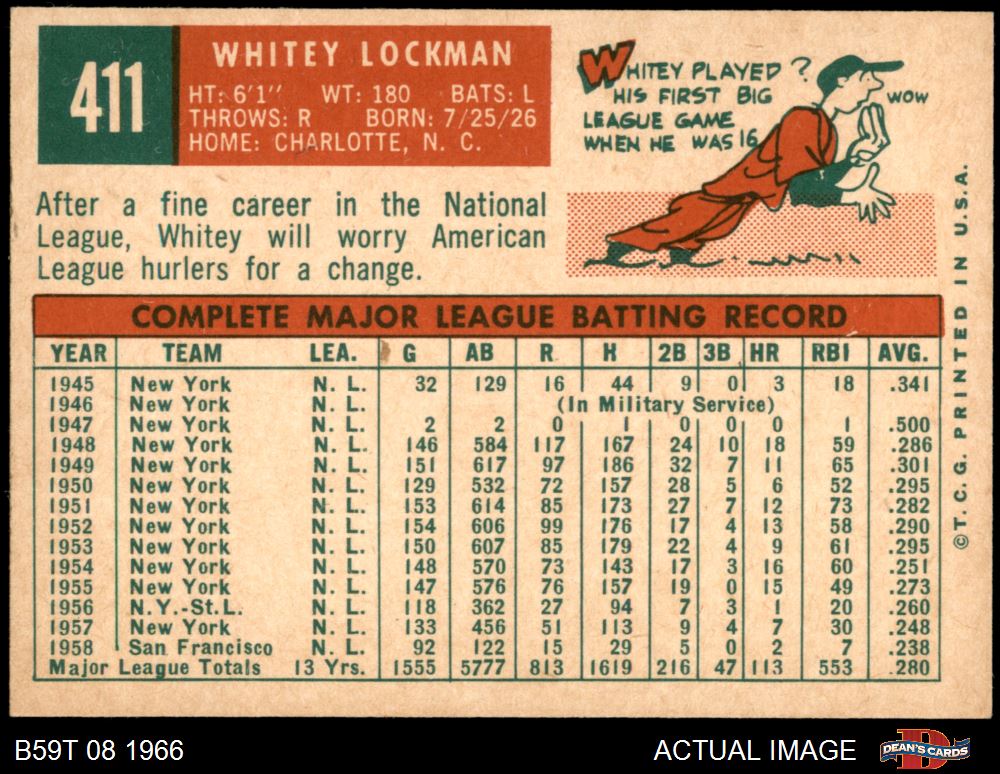 411
WHITEY LOCKMAN
HT: 6'1" WT: 180 BATS: L
THROWS: R BORN: 7/25/26
HOME: CHARLOTTE, N. C.
WHITEY PLAYED ?
HIS FIRST BIG
LEAGUE GAME
WHEN HE WAS 16
WOW
After a fine career in the National
League, Whitey will worry American
League hurlers for a change.
COMPLETE MAJOR LEAGUE BATTING RECORD
YEAR TEAM LEA. G AB R H 2B 3B HR RBI AVG.
1945 New York N. L. 32 129 16 44 9 0 3 18 .341
1946 New York N. L. (In Military Service)
1947 New York N. L. 2 2 0 1 0 0 0 1 .500
1948 New York N. L. 146 584 117 167 24 10 18 59 .286
1949 New York N. L. 151 617 97 186 32 7 11 65 .301
1950 New York N. L. 129 532 72 157 28 5 6 52 .295
1951 New York N. L. 153 614 85 173 27 7 12 73 .282
1952 New York N. L. 154 606 99 176 17 4 13 58 .290
1953 New York N. L. 150 607 85 179 22 4 9 61 .295
1954 New York N. L. 148 570 73 143 17 3 16 60 .251
1955 New York N. L. 147 576 76 157 19 0 15 49 .273
1956 N.Y.-St.L. N. L. 118 362 27 94 7 3 1 20 .260
1957 New York N. L. 133 456 51 113 9 4 7 30 .248
1958 San Francisco N. L. 92 122 15 29 5 0 2 7 .238
Major League Totals 13 Yrs. 1555 5777 813 1619 216 47 113 553 .280
©T. C. G. PRINTED IN U.S.A.
B59T 08 1966
ACTUAL IMAGE
DEAN'S CARDS